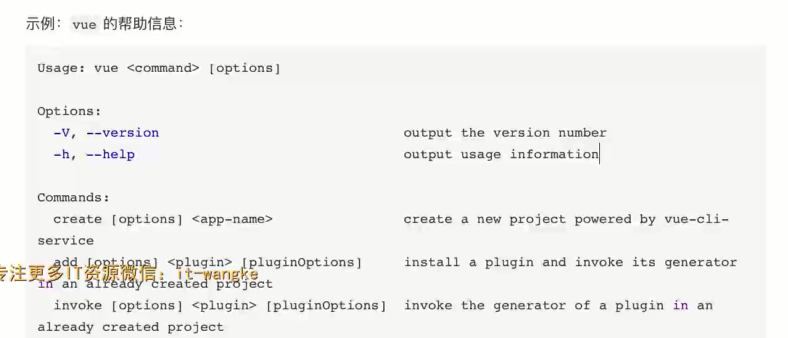 示例：vue 的帮助信息：
Usage: vue <command> [options]
Options:
-V, --version output the version number
-h, --help output usage information
Commands:
create [options] <app-name> create a new project powered by vue-cli-
service
add [options] <plugin> [pluginOptions] install a plugin and invoke its generator
专注更多IT资源微信：it-wangke
in an already created project
invoke [options] <plugin> [pluginOptions] invoke the generator of a plugin in an
already created project